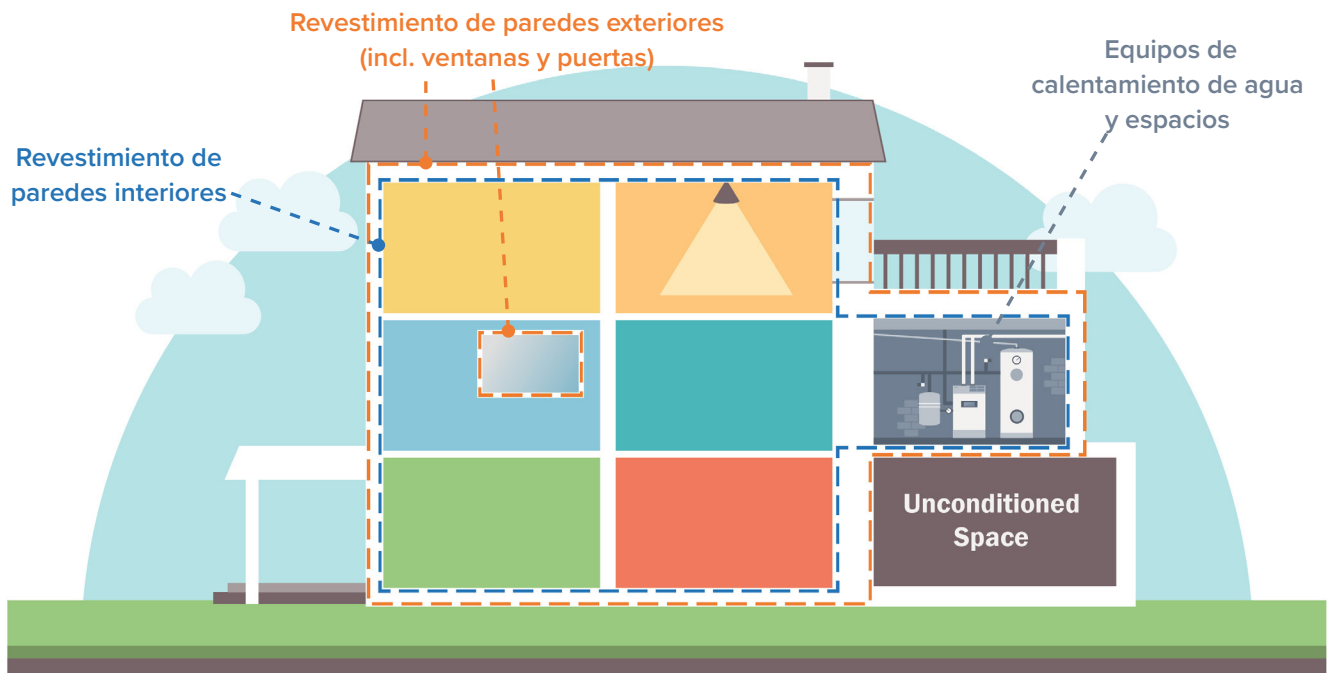 Revestimiento de paredes exteriores
(incl. ventanas y puertas)
Equipos de
calentamiento de agua
y espacios
Revestimiento de
paredes interiores
Unconditioned
Space